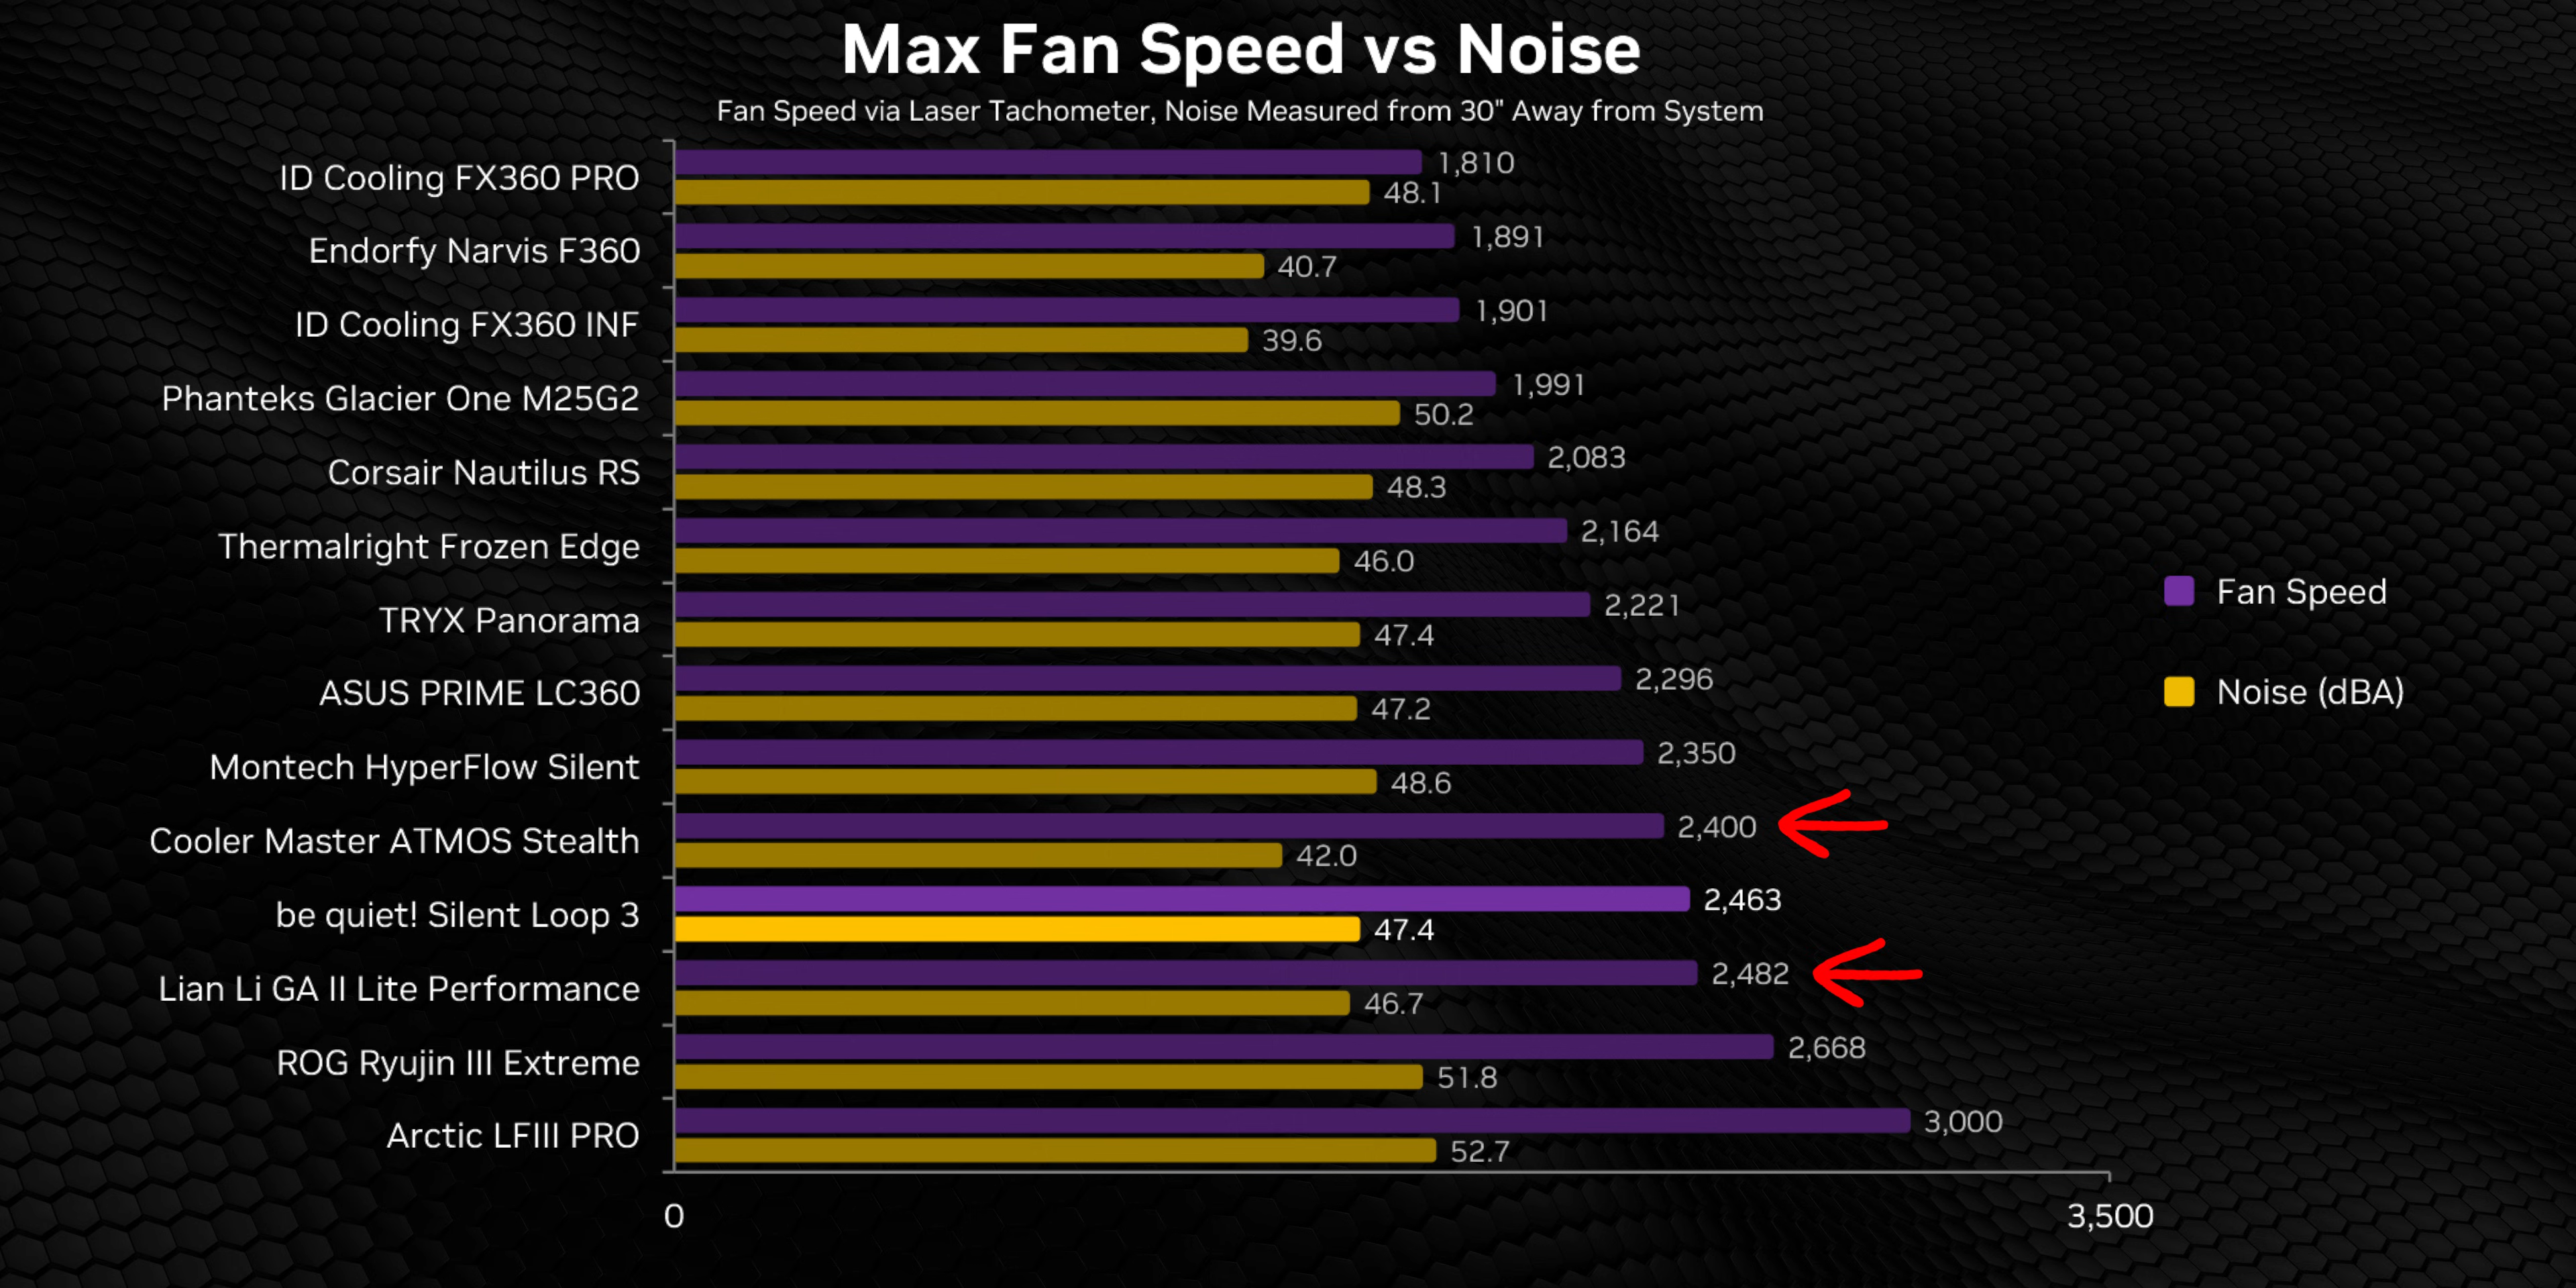 Max Fan Speed vs Noise
Fan Speed via Laser Tachometer, Noise Measured from 30" Away from System
ID Cooling FX360 PRO
1,810
48.1
Endorfy Narvis F360
1,891
40.7
ID Cooling FX360 INF
1,901
39.6
Phanteks Glacier One M25G2
1,991
50.2
Corsair Nautilus RS
2,083
48.3
Thermalright Frozen Edge
2,164
46.0
TRYX Panorama
2,221
47.4
ASUS PRIME LC360
2,296
47.2
Montech HyperFlow Silent
2,350
48.6
Cooler Master ATMOS Stealth
2,400
42.0
be quiet! Silent Loop 3
2,463
47.4
Lian Li GA II Lite Performance
2,482
46.7
ROG Ryujin III Extreme
2,668
51.8
Arctic LFIII PRO
3,000
52.7
0
3,500
Fan Speed
Noise (dBA)